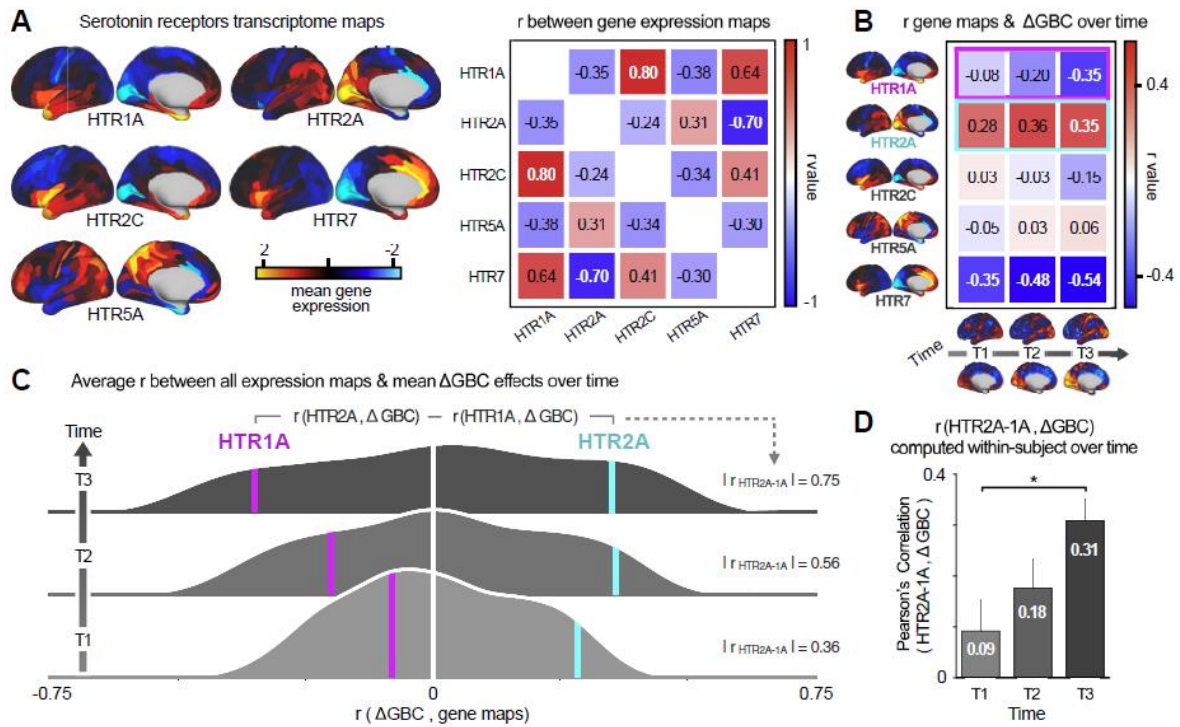 A
Serotonin receptors transcriptome maps
HTR1A
HTR2A
HTR2C
HTR7
HTR5A
2
-2
mean gene
expression
r between gene expression maps
HTR1A
-0.35
0.80
-0.38
0.64
HTR2A
-0.35
-0.24
0.31
-0.70
HTR2C
0.80
-0.24
-0.34
0.41
HTR5A
-0.38
0.31
-0.34
-0.30
HTR7
0.64
-0.70
0.41
-0.30
HTR1A
HTR2A
HTR2C
HTR5A
HTR7
1
r value
-1
B
r gene maps & ΔGBC over time
HTR1A
-0.08
-0.20
-0.35
HTR2A
0.28
0.36
0.35
HTR2C
0.03
-0.03
-0.15
HTR5A
-0.05
0.03
0.06
HTR7
-0.35
-0.48
-0.54
0.4
r value
-0.4
Time
T1
T2
T3
C
Average r between all expression maps & mean ΔGBC effects over time
r (HTR2A, Δ GBC) – r (HTR1A, Δ GBC)
Time
HTR1A
HTR2A
T3
| r HTR2A-1A | = 0.75
T2
| r HTR2A-1A | = 0.56
T1
| r HTR2A-1A | = 0.36
-0.75
0
0.75
r ( ΔGBC , gene maps)
D
r (HTR2A-1A , ΔGBC)
computed within-subject over time
0.4
*
Pearson's Correlation
( HTR2A-1A , Δ GBC )
0.09
0.18
0.31
0
T1
T2
T3
Time